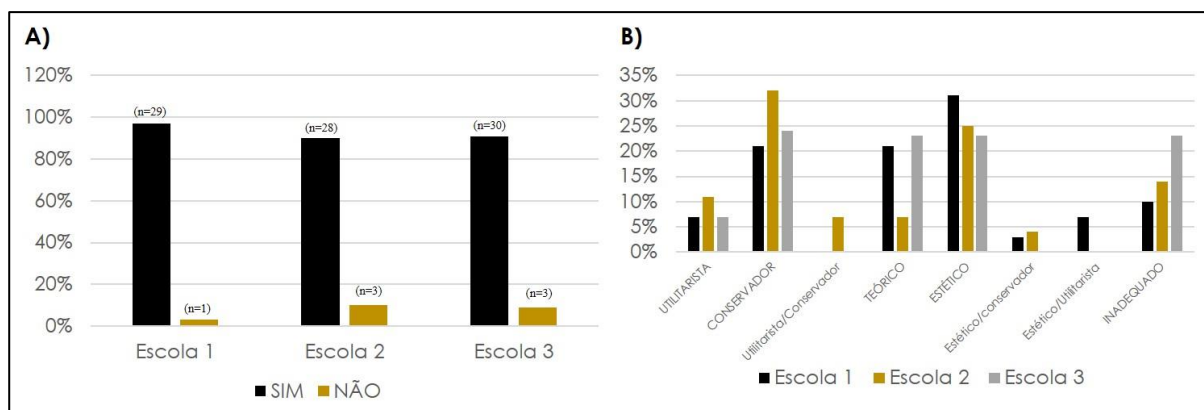 A)
120%
100%
80%
60%
40%
20%
0%
(n=29)
(n=1)
(n=28)
(n=3)
(n=30)
(n=3)
Escola 1
Escola 2
Escola 3
SIM
NÃO
B)
35%
30%
25%
20%
15%
10%
5%
0%
UTILITARISTA
CONSERVADOR
Utilitarista/Conservador
TEÓRICO
ESTÉTICO
Estético/conservador
Estético/Utilitarista
INADEQUADO
Escola 1
Escola 2
Escola 3